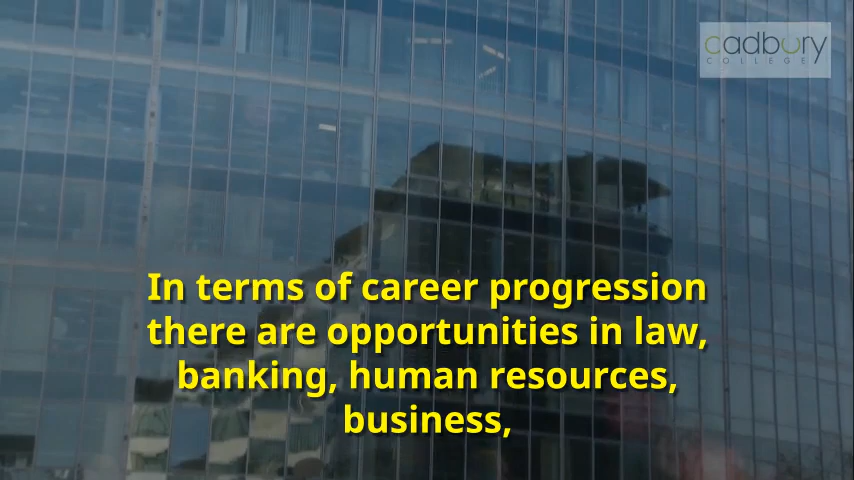 cadbury
COLLEGE
In terms of career progression
there are opportunities in law,
banking, human resources,
business,